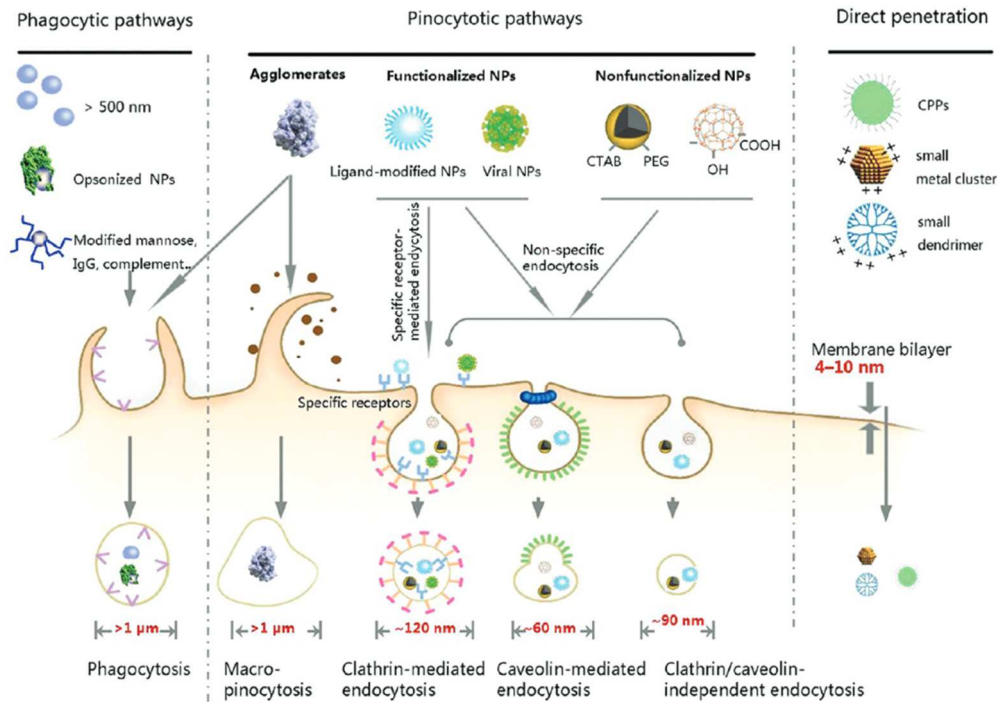 Phagocytic pathways
> 500 nm
Opsonized NPs
Modified mannose,
IgG, complement..
Pinocytotic pathways
Agglomerates
Functionalized NPs
Nonfunctionalized NPs
Ligand-modified NPs
Viral NPs
CTAB
PEG
OH
COOH
Specific receptor-
mediated endycytosis
Non-specific
endocytosis
Specific receptors
Direct penetration
CPPs
++
small
metal cluster
++
small
dendrimer
++++
Membrane bilayer
4–10 nm
>1 μm
>1 μm
~120 nm
~60 nm
~90 nm
Phagocytosis
Macro-
pinocytosis
Clathrin-mediated
endocytosis
Caveolin-mediated
endocytosis
Clathrin/caveolin-
independent endocytosis